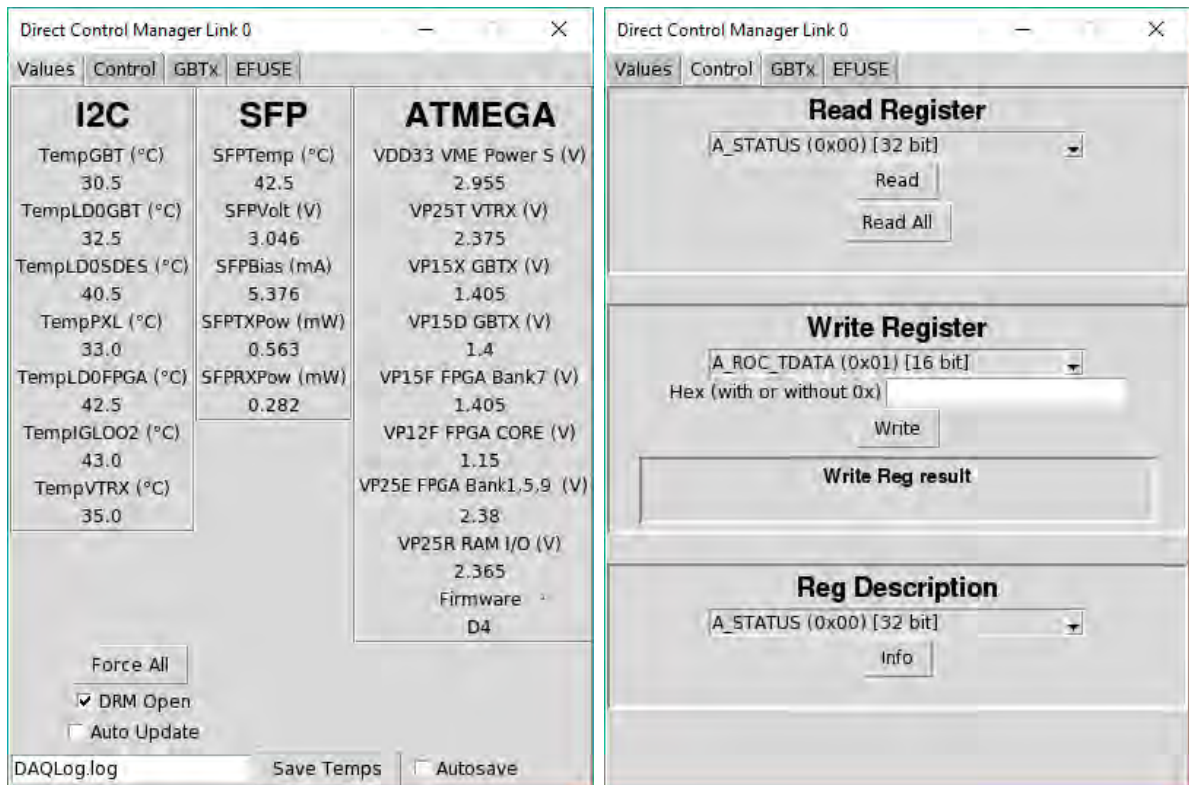 Direct Control Manager Link 0
Values Control GBTx EFUSE
I2C
TempGBT (°C)
30.5
TempLD0GBT (°C)
32.5
TempLD0SDES (°C)
40.5
TempPXL (°C)
33.0
TempLD0FPGA (°C)
42.5
TempIGLOO2 (°C)
43.0
TempVTRX (°C)
35.0
SFP
SFPTemp (°C)
42.5
SFPVolt (V)
3.046
SFPBias (mA)
5.376
SFPTXPow (mW)
0.563
SFPRXPow (mW)
0.282
ATMEGA
VDD33 VME Power S (V)
2.955
VP25T VTRX (V)
2.375
VP15X GBTX (V)
1.405
VP15D GBTX (V)
1.4
VP15F FPGA Bank7 (V)
1.405
VP12F FPGA CORE (V)
1.15
VP25E FPGA Bank1,5,9 (V)
2.38
VP25R RAM I/O (V)
2.365
Firmware
D4
Force All
DRM Open
Auto Update
DAQLog.log Save Temps Autosave
Direct Control Manager Link 0
Values Control GBTx EFUSE
Read Register
A_STATUS (0x00) [32 bit]
Read
Read All
Write Register
A_ROC_TDATA (0x01) [16 bit]
Hex (with or without 0x)
Write
Write Reg result
Reg Description
A_STATUS (0x00) [32 bit]
Info